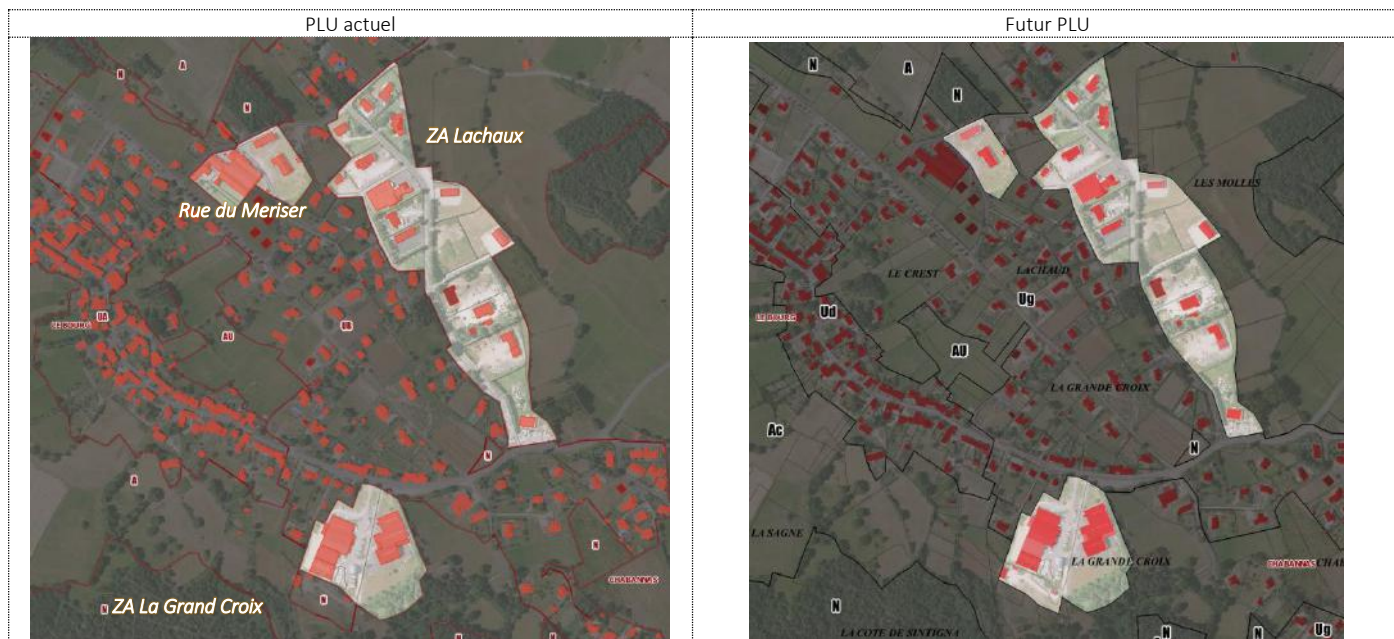 PLU actuel
Futur PLU
N
A
N
ZA Lachaux
Rue du Meriser
UA
LE BOURG
AU
UB
A
N
N
N
CHABANNAS
N
ZA La Grand Croix
N
N
N
N
A
N
LES MOLLES
LE CREST
LACHAUD
Ug
LE BOURG
Ud
AU
LA GRANDE CROIX
Ac
N
LA SAGNE
LA GRANDE CROIX
CHABANNAS
N
LA COTE DE SINTIGNA
N
N
Ug